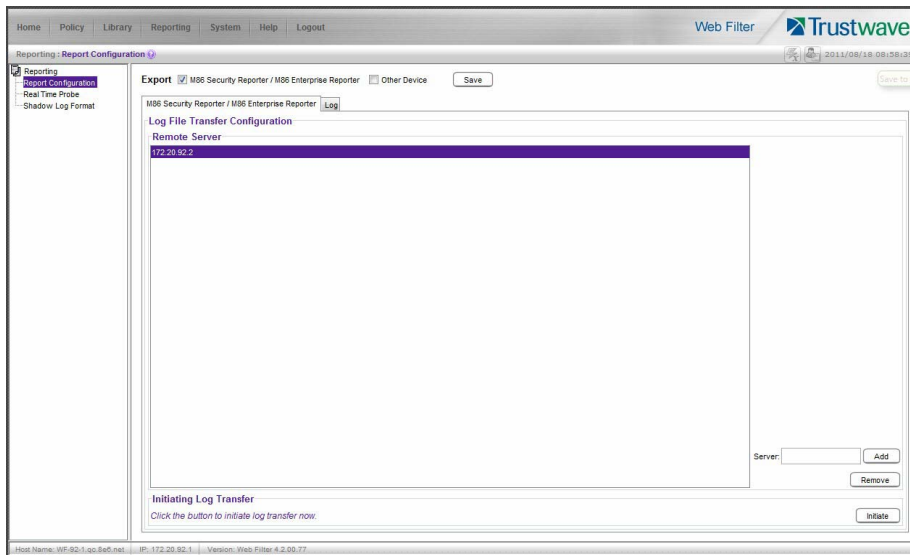 Home Policy Library Reporting System Help Logout
Web Filter
Trustwave
Reporting : Report Configuration
2011/08/18 08:58:3
Reporting
Report Configuration
Real Time Probe
Shadow Log Format
Export M86 Security Reporter / M86 Enterprise Reporter Other Device Save
Save to
M86 Security Reporter / M86 Enterprise Reporter Log
Log File Transfer Configuration
Remote Server
172.20.92.2
Server: Add
Remove
Initiating Log Transfer
Click the button to initiate log transfer now.
Initiate
Host Name: WF-92-1.qc.8e6.net IP: 172.20.92.1 Version: Web Filter 4.2.00.77